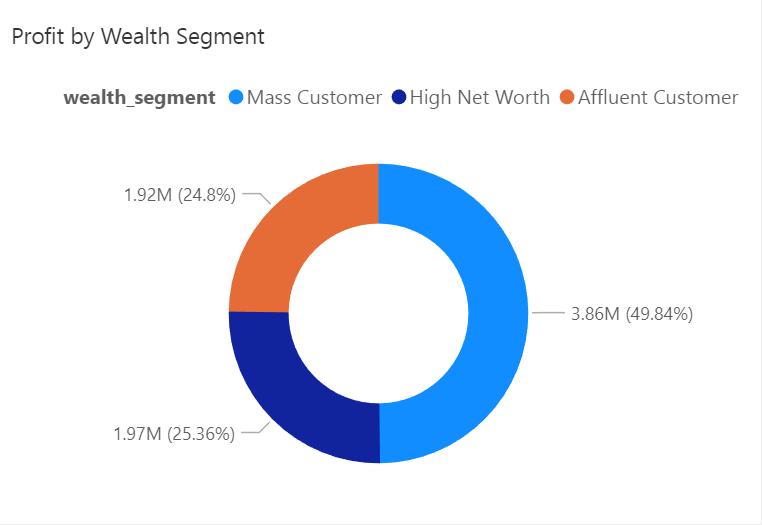 Profit by Wealth Segment
wealth_segment Mass Customer High Net Worth Affluent Customer
1.92M (24.8%)
3.86M (49.84%)
1.97M (25.36%)